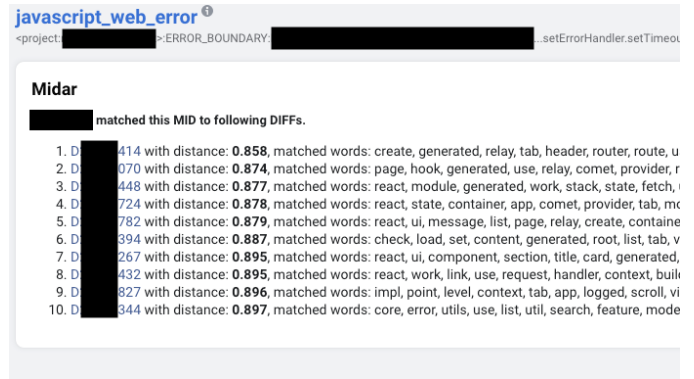 javascript_web_error
<project: >:ERROR_BOUNDARY: ...setErrorHandler.setTimeou
Midar
matched this MID to following DIFFs.
1. D 414 with distance: 0.858, matched words: create, generated, relay, tab, header, router, route, u
2. D 070 with distance: 0.874, matched words: page, hook, generated, use, relay, comet, provider, r
3. D 448 with distance: 0.877, matched words: react, module, generated, work, stack, state, fetch,
4. D 724 with distance: 0.878, matched words: react, state, container, app, comet, provider, tab, mo
5. D 782 with distance: 0.879, matched words: react, ui, message, list, page, relay, create, containe
6. D 394 with distance: 0.887, matched words: check, load, set, content, generated, root, list, tab, v
7. D 267 with distance: 0.895, matched words: react, ui, component, section, title, card, generated,
8. D 432 with distance: 0.895, matched words: react, work, link, use, request, handler, context, buil
9. D 827 with distance: 0.896, matched words: impl, point, level, context, tab, app, logged, scroll, vi
10. D 344 with distance: 0.897, matched words: core, error, utils, use, list, util, search, feature, mode